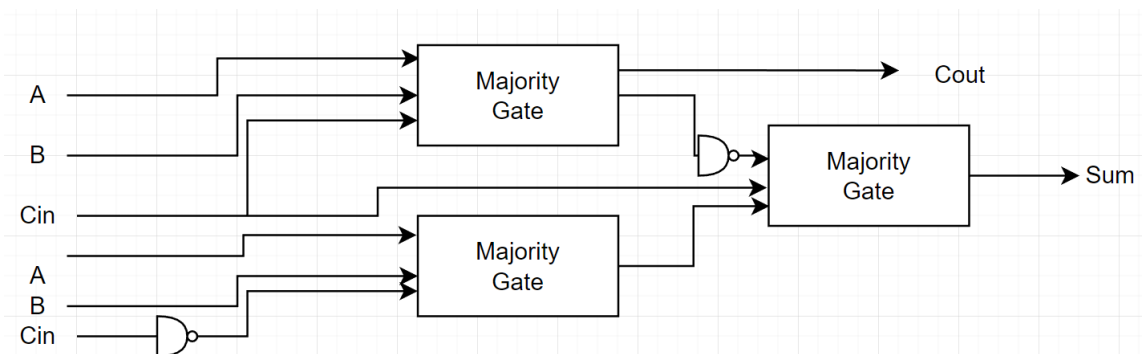 A
B
Cin
A
B
Cin
Majority
Gate
Majority
Gate
Majority
Gate
Cout
Sum